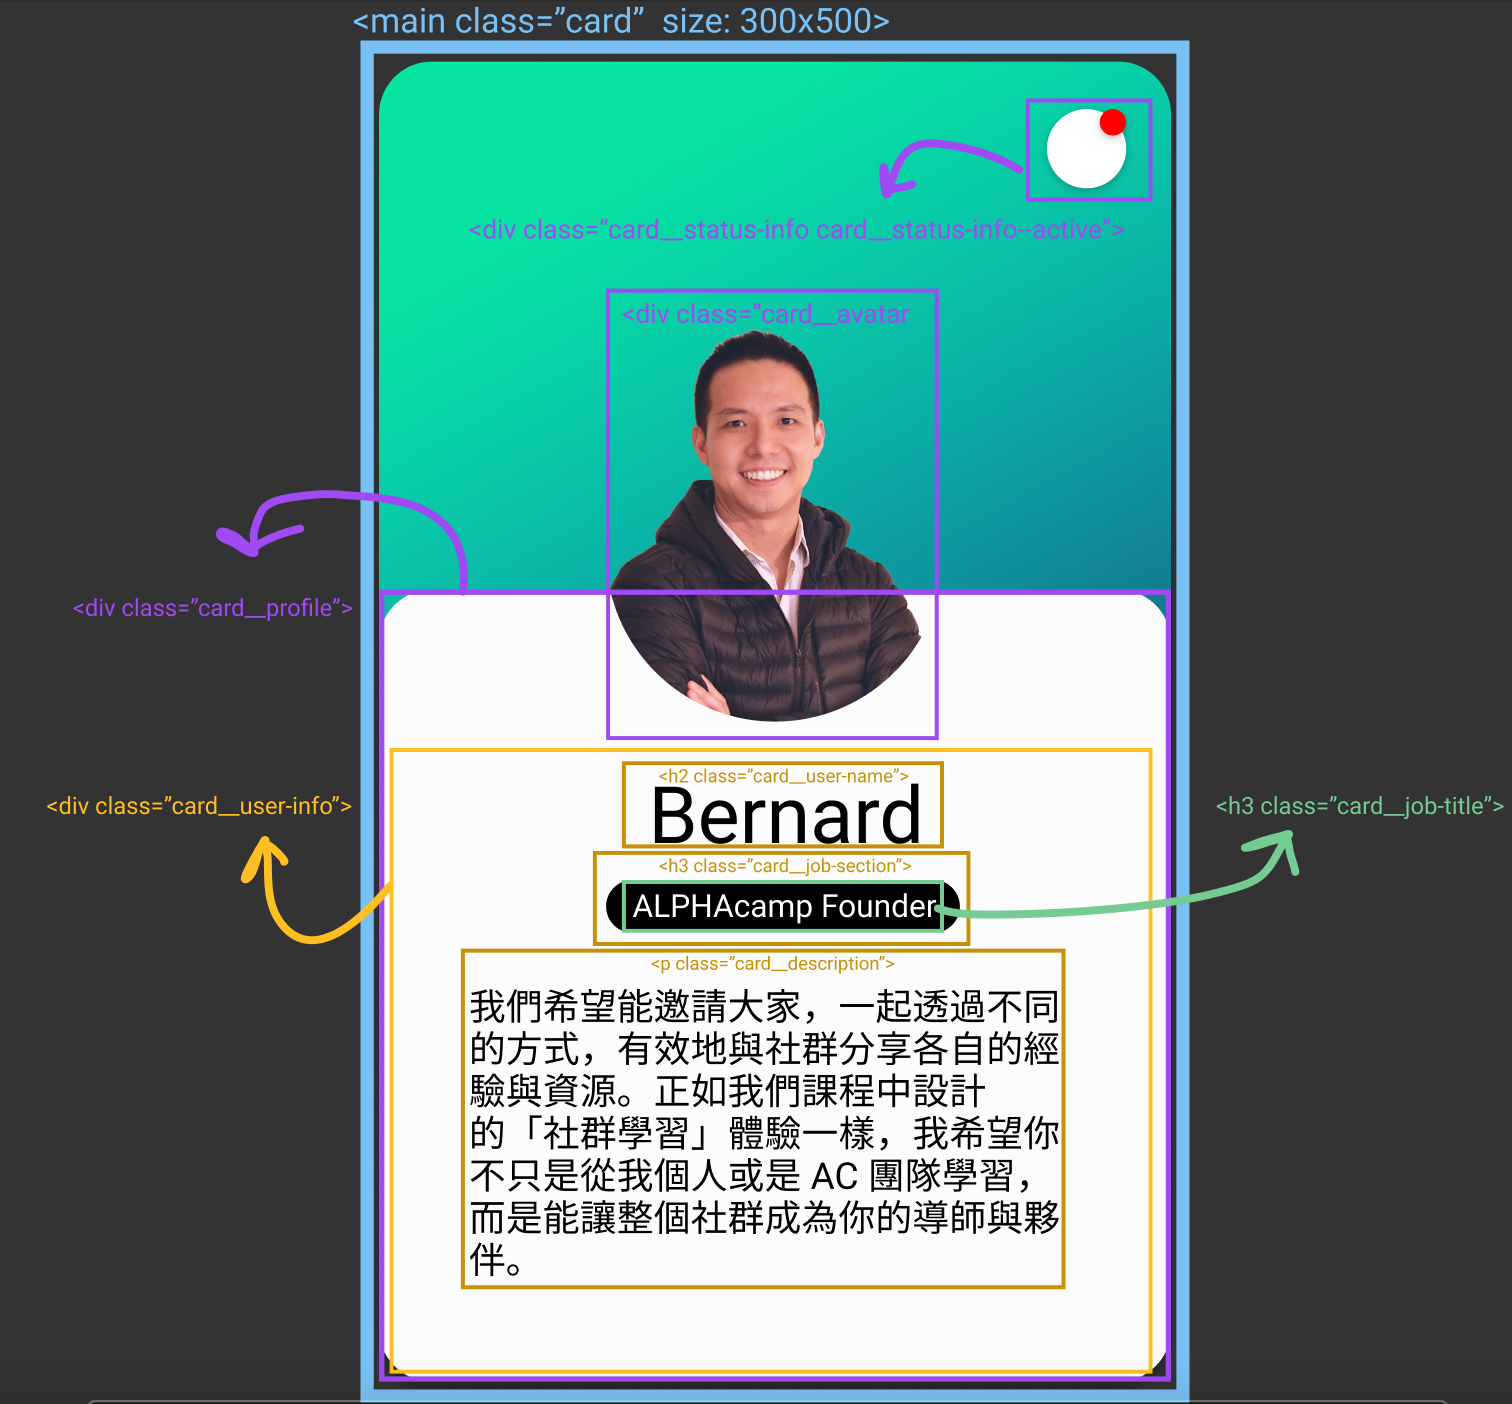 <main class=”card”  size: 300x500>
<div class=”card__status-info card__status-info--active”>
<div class=”card__avatar
<div class=”card__profile”>
<div class=”card__user-info”>
<h2 class=”card__user-name”>
Bernard
<h3 class=”card__job-title”>
<h3 class=”card__job-section”>
ALPHAcamp Founder
<p class=”card__description”>
我們希望能邀請大家，一起透過不同
的方式，有效地與社群分享各自的經
驗與資源。正如我們課程中設計
的「社群學習」體驗一樣，我希望你
不只是從我個人或是 AC 團隊學習，
而是能讓整個社群成為你的導師與夥
伴。